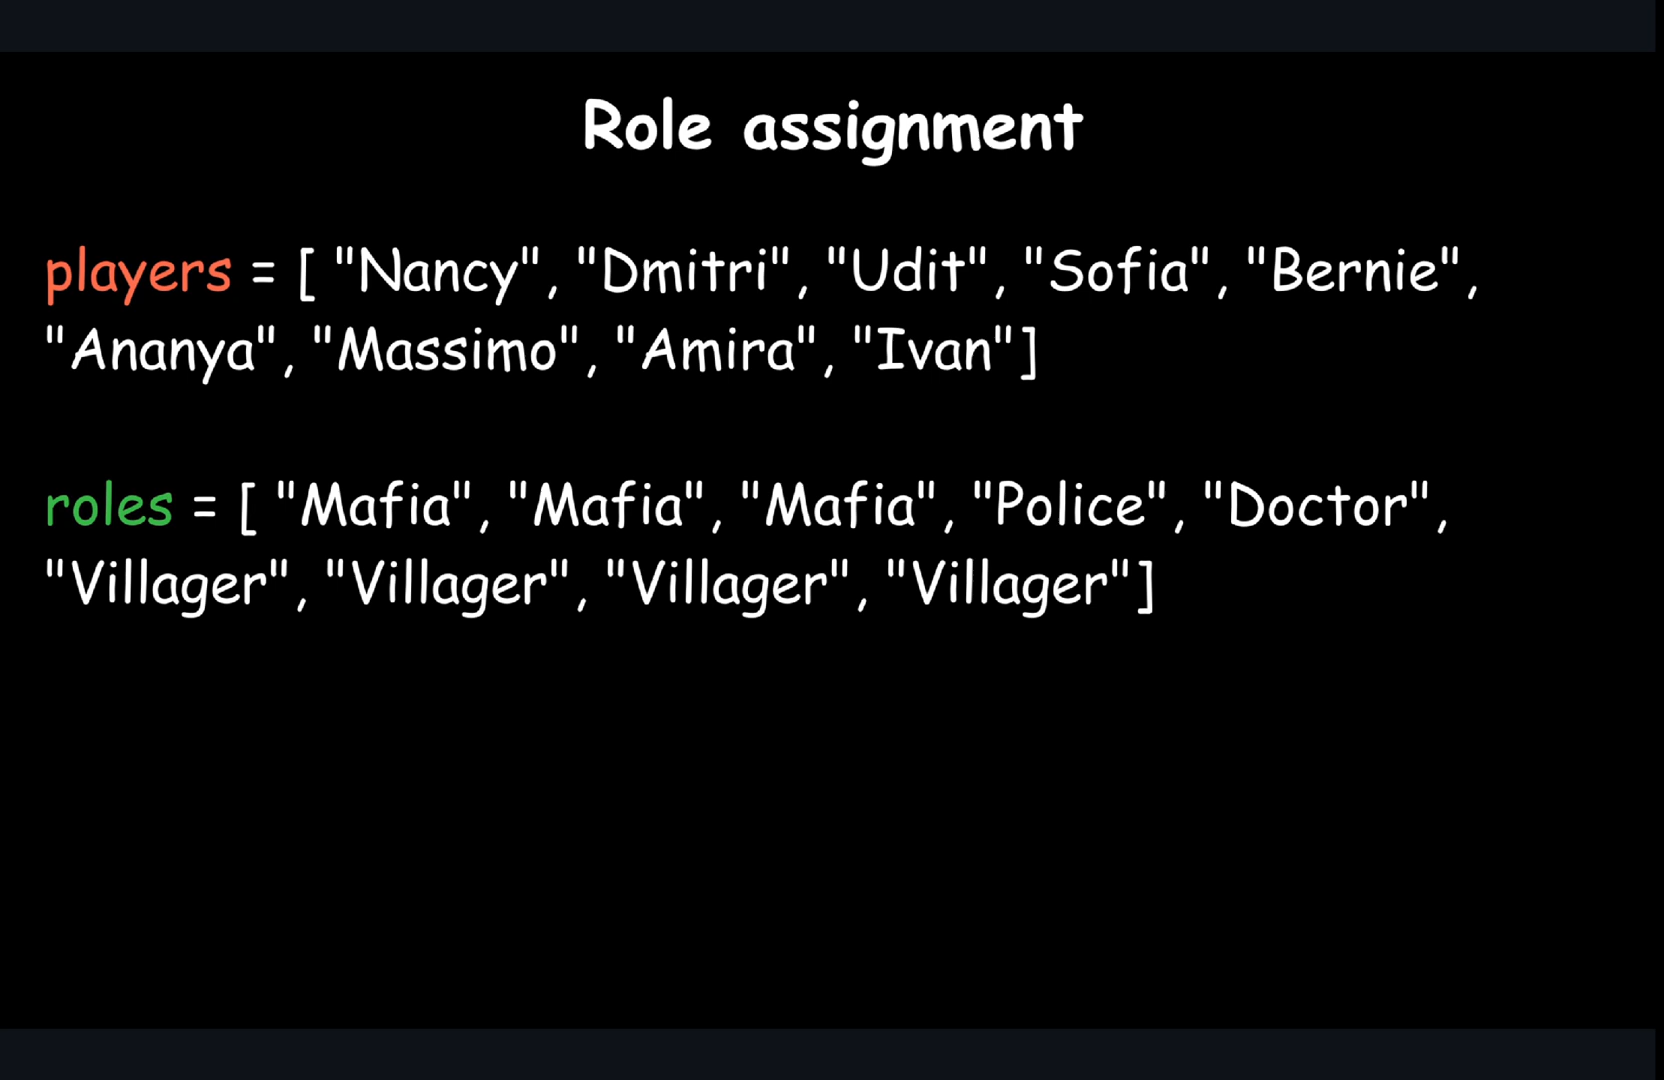 Role assignment
players = [ "Nancy", "Dmitri", "Udit", "Sofia", "Bernie",
"Ananya", "Massimo", "Amira", "Ivan"]
roles = [ "Mafia", "Mafia", "Mafia", "Police", "Doctor",
"Villager", "Villager", "Villager", "Villager"]